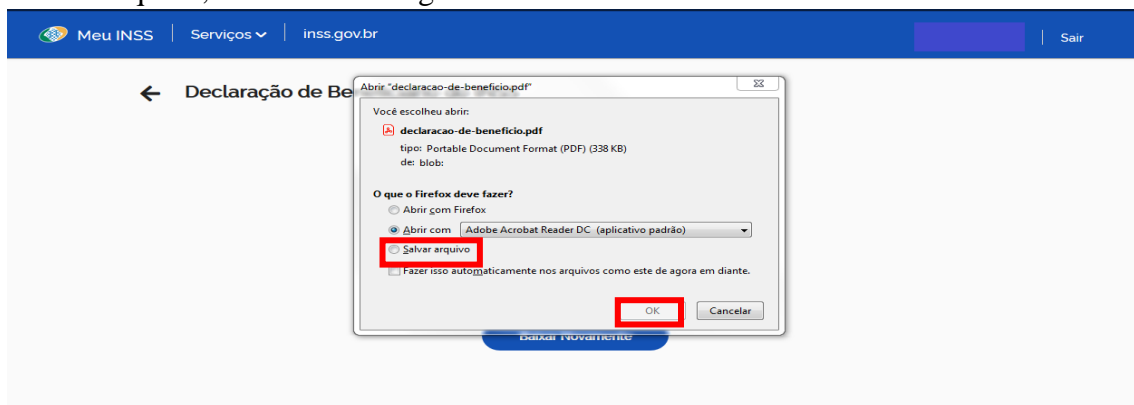 Meu INSS Serviços inss.gov.br Sair
Declaração de Be
Abrir "declaracao-de-beneficio.pdf"
Você escolheu abrir:
declaracao-de-beneficio.pdf
tipo: Portable Document Format (PDF) (338 KB)
de: blob:
O que o Firefox deve fazer?
Abrir com Firefox
Abrir com Adobe Acrobat Reader DC (aplicativo padrão)
Salvar arquivo
Fazer isso automaticamente nos arquivos como este de agora em diante.
OK Cancelar
Baixar Novamente